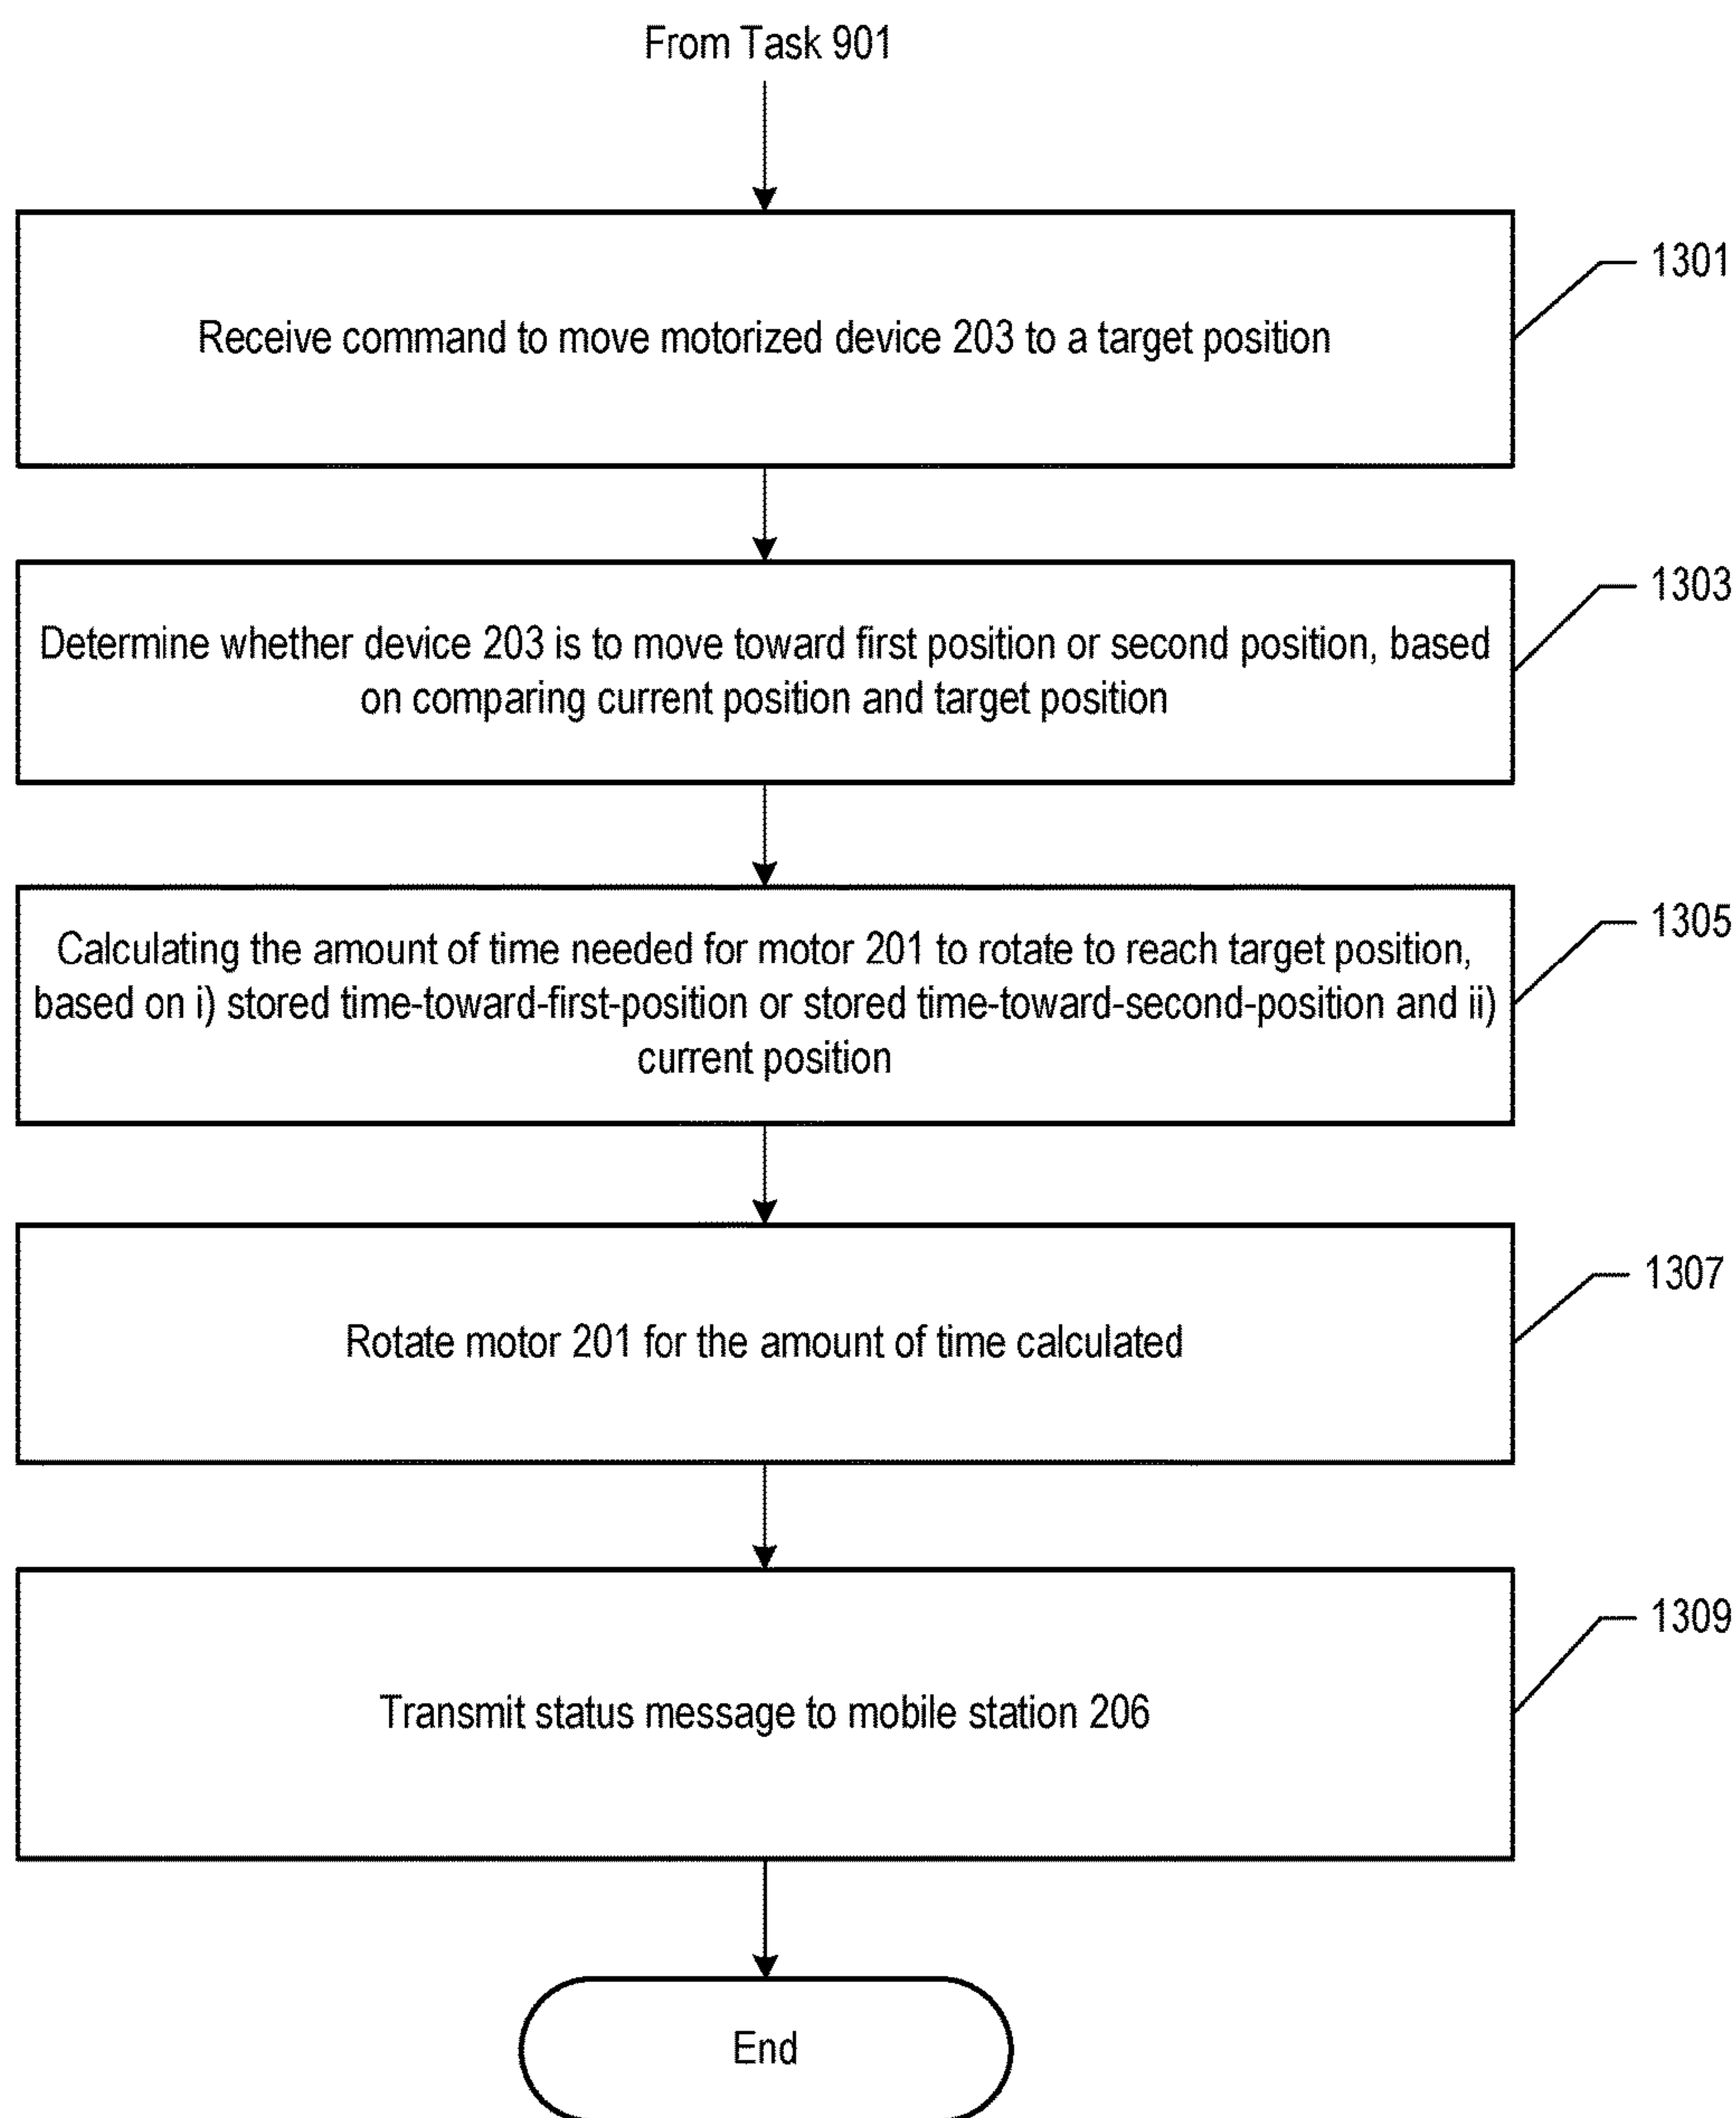 From Task 901
1301
Receive command to move motorized device 203 to a target position
1303
Determine whether device 203 is to move toward first position or second position, based
on comparing current position and target position
1305
Calculating the amount of time needed for motor 201 to rotate to reach target position,
based on i) stored time-toward-first-position or stored time-toward-second-position and ii)
current position
1307
Rotate motor 201 for the amount of time calculated
1309
Transmit status message to mobile station 206
End